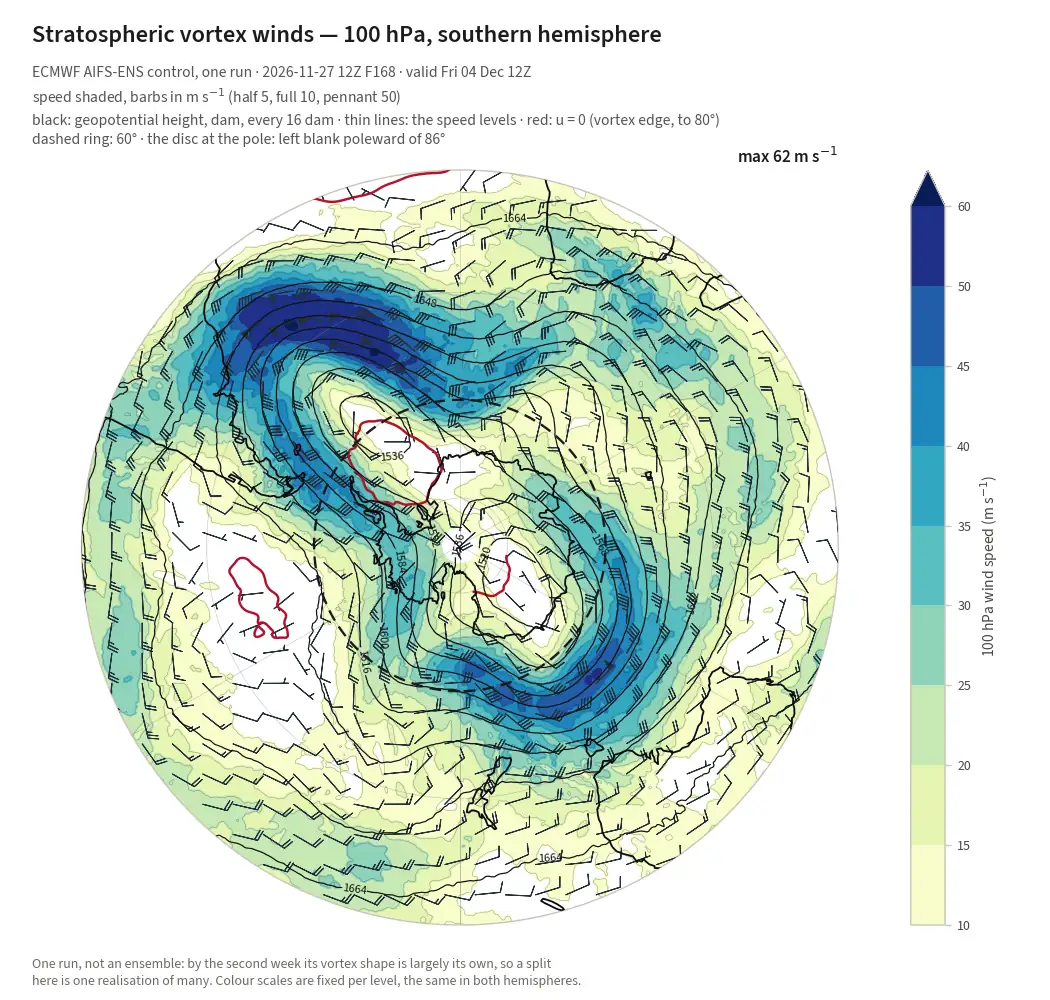 Stratospheric vortex winds — 100 hPa, southern hemisphere
ECMWF AIFS-ENS control, one run · 2026-11-27 12Z F168 · valid Fri 04 Dec 12Z
speed shaded, barbs in m s⁻¹ (half 5, full 10, pennant 50)
black: geopotential height, dam, every 16 dam · thin lines: the speed levels · red: u = 0 (vortex edge, to 80°)
dashed ring: 60° · the disc at the pole: left blank poleward of 86°
max 62 m s⁻¹
1664
1648
1536
1536
1520
1584
1600
1616
1664
1664
60
50
45
40
35
30
25
20
15
10
100 hPa wind speed (m s⁻¹)
One run, not an ensemble: by the second week its vortex shape is largely its own, so a split
here is one realisation of many. Colour scales are fixed per level, the same in both hemispheres.